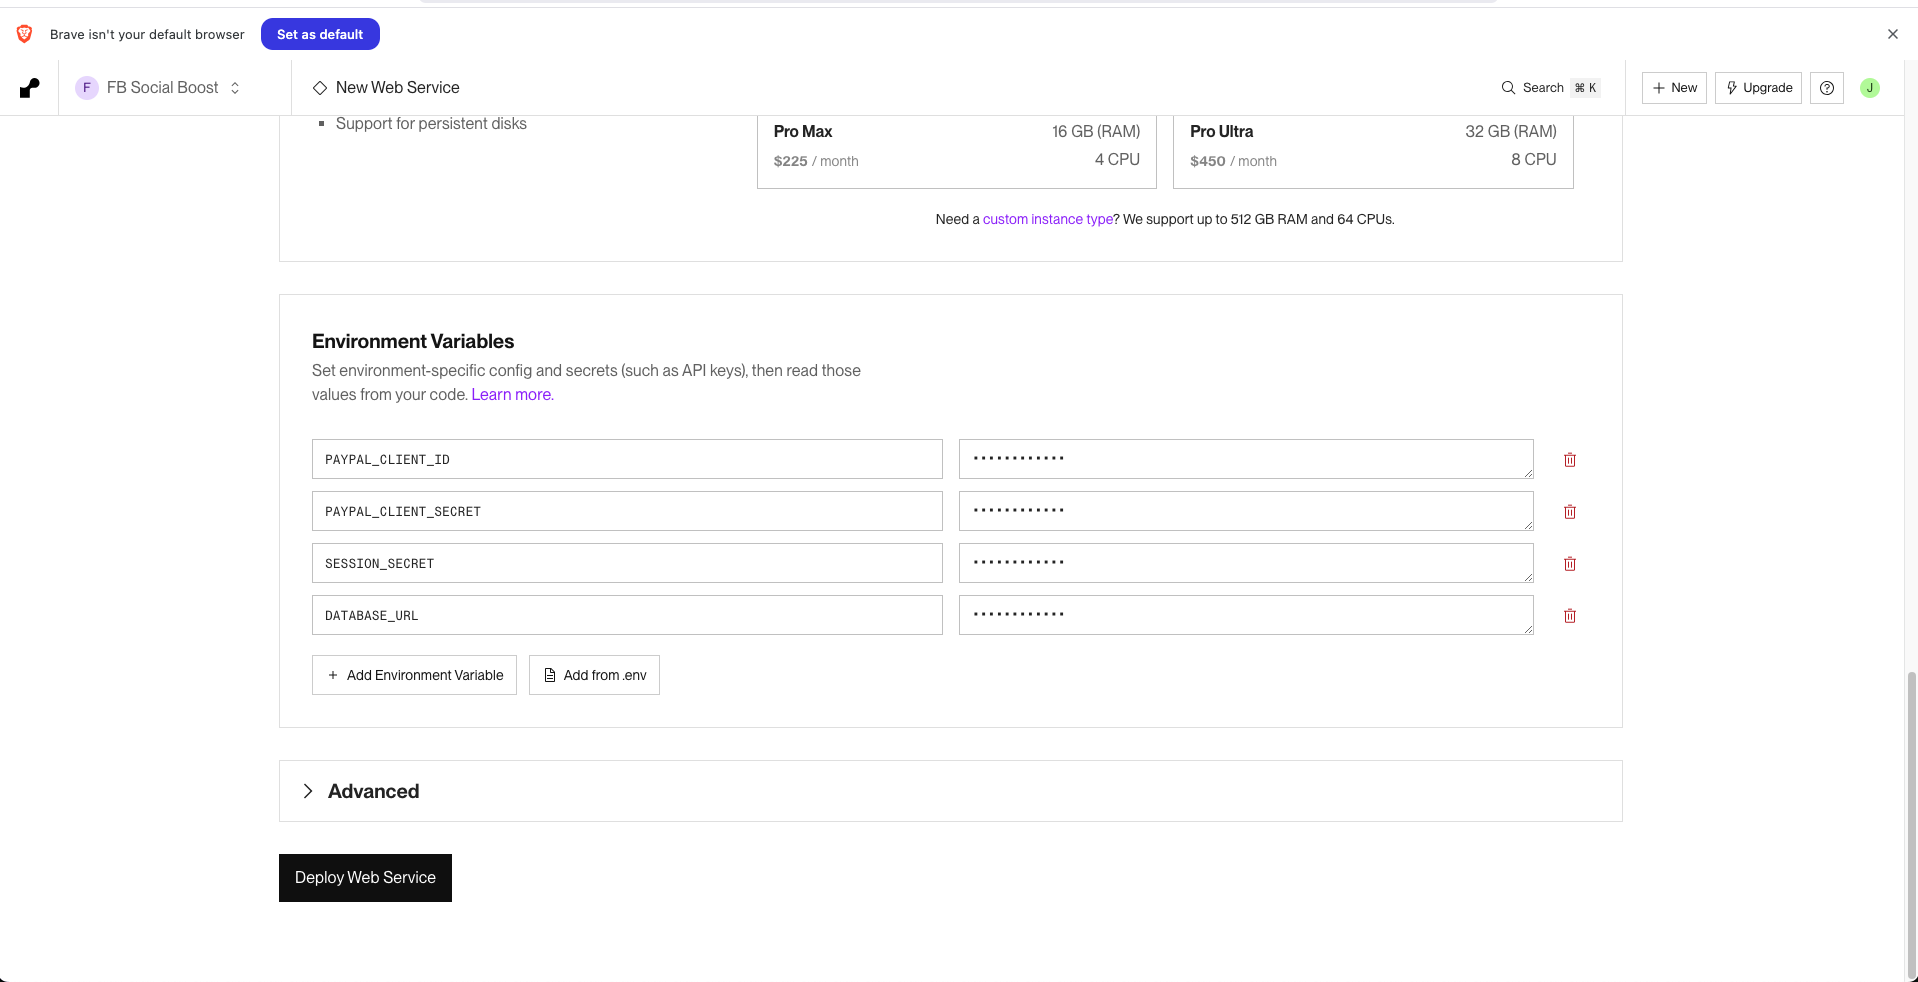 Brave isn't your default browser
Set as default
F FB Social Boost
New Web Service
Search ⌘ K
+ New
Upgrade
J
▪ Support for persistent disks
Pro Max 16 GB (RAM)
$225 / month 4 CPU
Pro Ultra 32 GB (RAM)
$450 / month 8 CPU
Need a custom instance type? We support up to 512 GB RAM and 64 CPUs.
Environment Variables
Set environment-specific config and secrets (such as API keys), then read those
values from your code. Learn more.
PAYPAL_CLIENT_ID ············
PAYPAL_CLIENT_SECRET ············
SESSION_SECRET ············
DATABASE_URL ············
+ Add Environment Variable
Add from .env
Advanced
Deploy Web Service